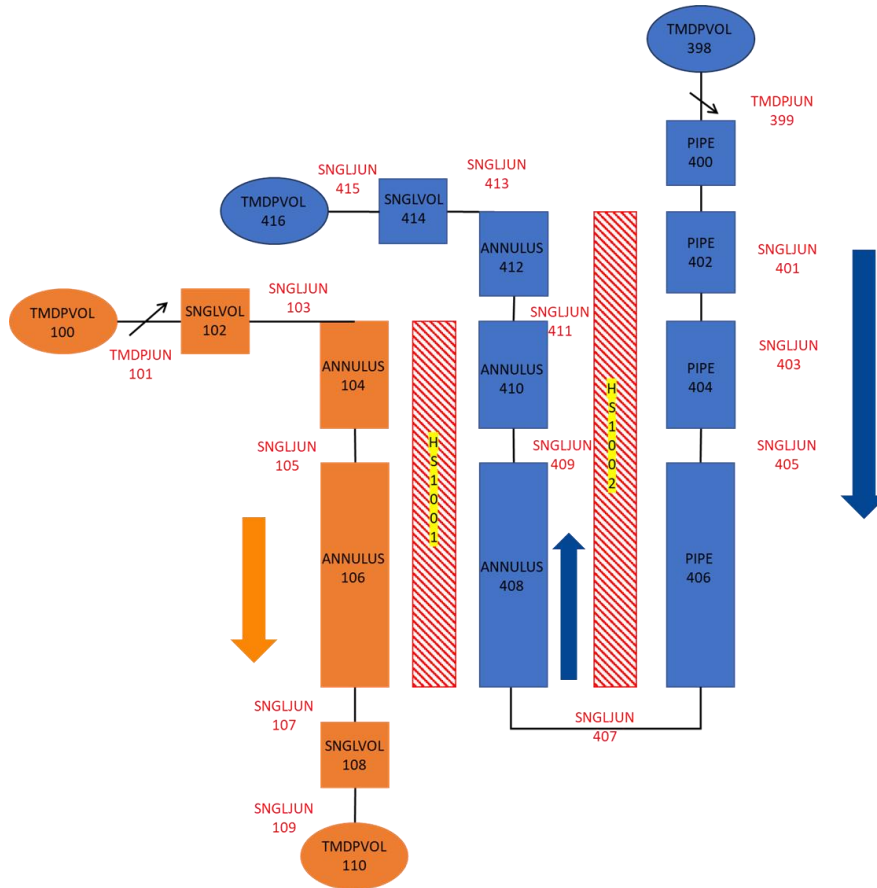 TMDPVOL
398
TMDPJUN
399
PIPE
400
SNGLJUN
415
SNGLJUN
413
TMDPVOL
416
SNGLVOL
414
ANNULUS
412
PIPE
402
SNGLJUN
401
SNGLJUN
103
TMDPVOL
100
SNGLVOL
102
TMDPJUN
101
SNGLJUN
411
ANNULUS
104
ANNULUS
410
HS1002
PIPE
404
SNGLJUN
403
SNGLJUN
105
HS1001
SNGLJUN
409
SNGLJUN
405
ANNULUS
106
ANNULUS
408
PIPE
406
SNGLJUN
107
SNGLJUN
407
SNGLVOL
108
SNGLJUN
109
TMDPVOL
110